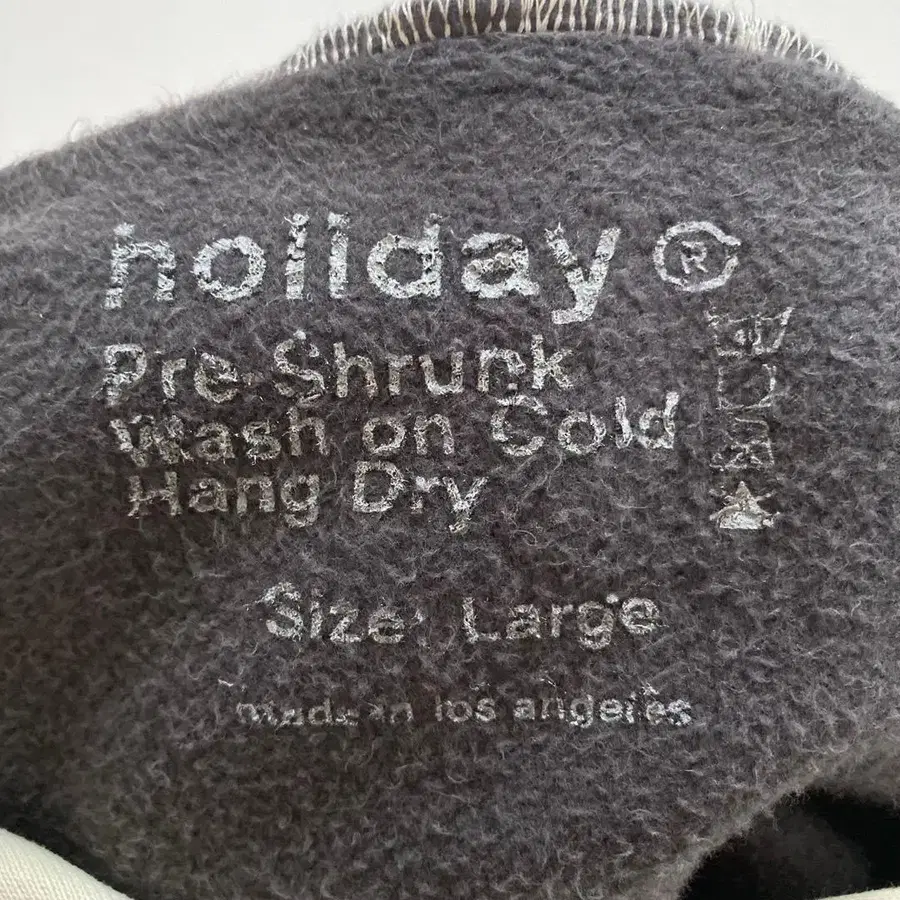 holiday ®
Pre-Shrunk
Wash on Cold
Hang Dry
Size: Large
made in los angeles